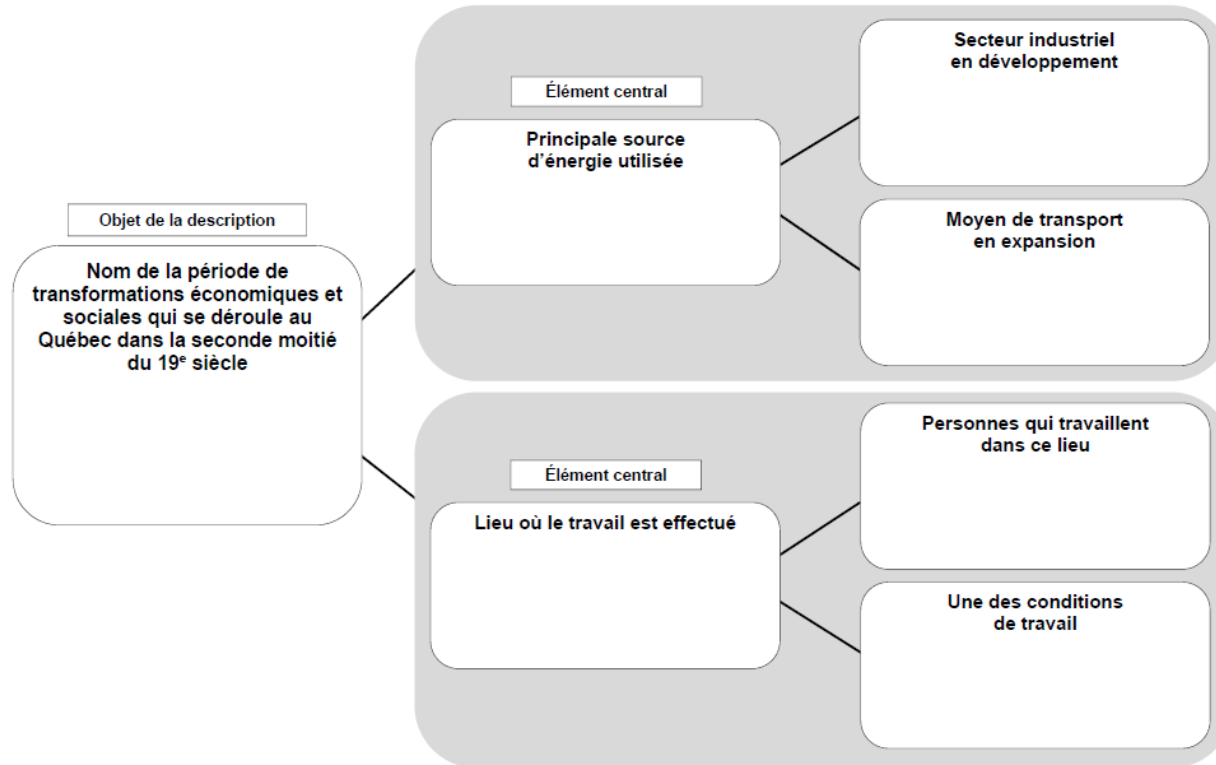 Objet de la description
Nom de la période de
transformations économiques et
sociales qui se déroule au
Québec dans la seconde moitié
du 19e siècle
Élément central
Principale source
d'énergie utilisée
Secteur industriel
en développement
Moyen de transport
en expansion
Élément central
Lieu où le travail est effectué
Personnes qui travaillent
dans ce lieu
Une des conditions
de travail